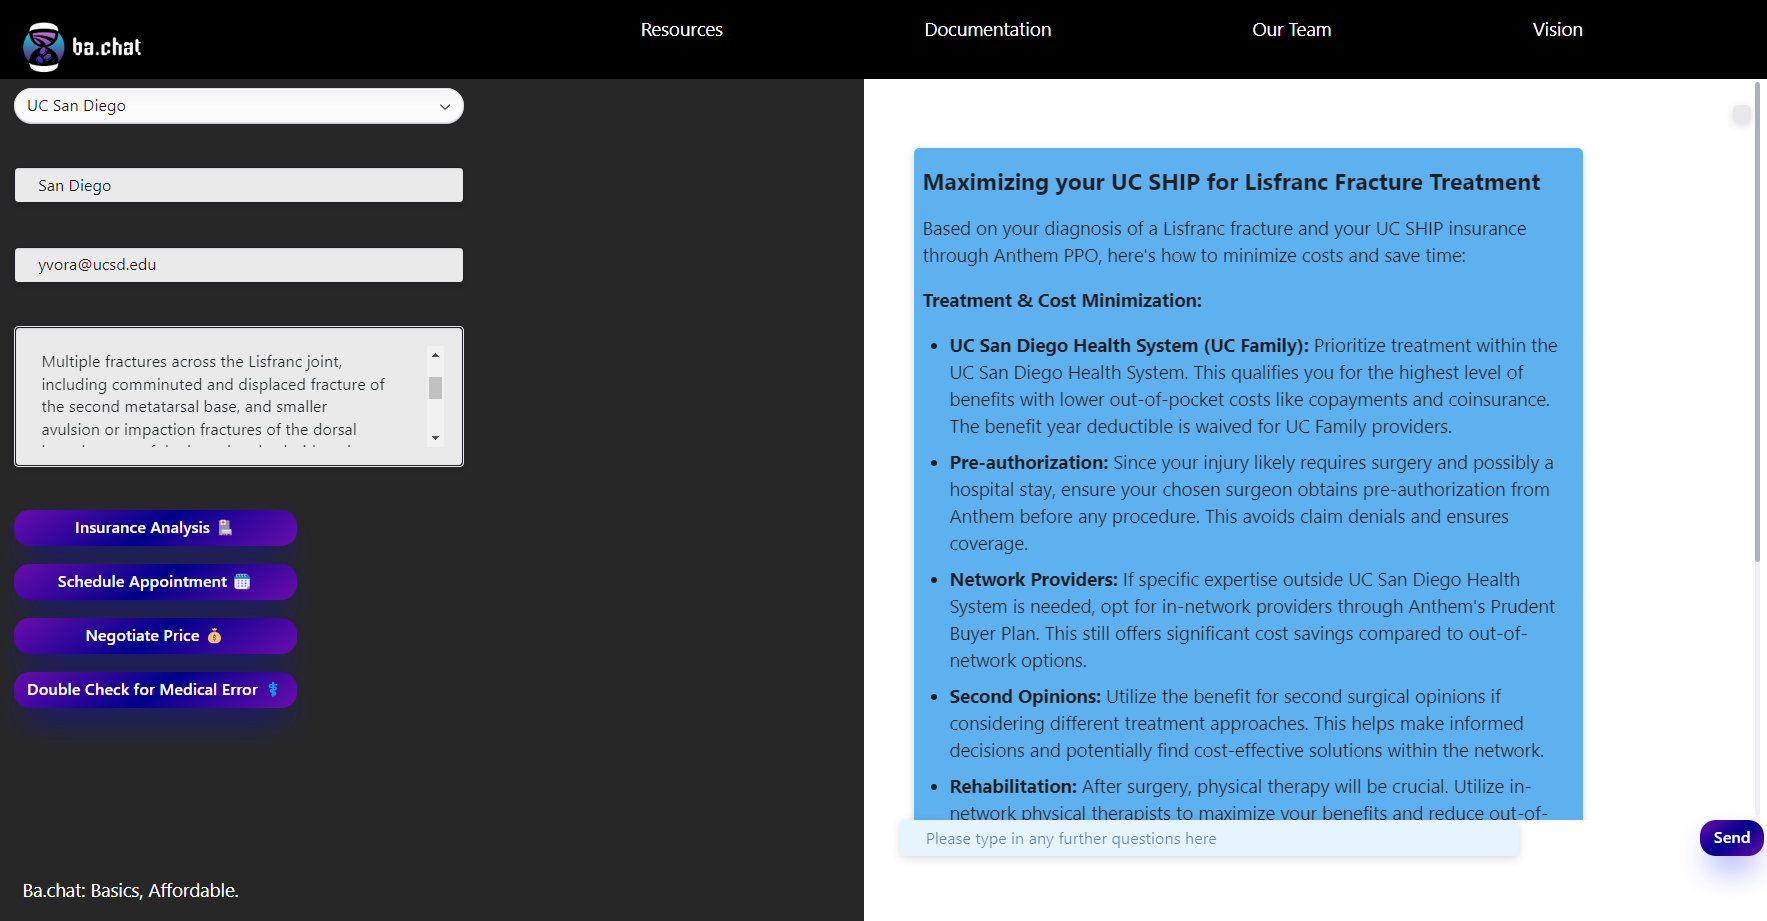 ba.chat
Resources
Documentation
Our Team
Vision
UC San Diego
San Diego
yvora@ucsd.edu
Multiple fractures across the Lisfranc joint,
including comminuted and displaced fracture of
the second metatarsal base, and smaller
avulsion or impaction fractures of the dorsal
Insurance Analysis
Schedule Appointment
Negotiate Price
Double Check for Medical Error
Ba.chat: Basics, Affordable.
Maximizing your UC SHIP for Lisfranc Fracture Treatment
Based on your diagnosis of a Lisfranc fracture and your UC SHIP insurance
through Anthem PPO, here's how to minimize costs and save time:
Treatment & Cost Minimization:
• UC San Diego Health System (UC Family): Prioritize treatment within the
UC San Diego Health System. This qualifies you for the highest level of
benefits with lower out-of-pocket costs like copayments and coinsurance.
The benefit year deductible is waived for UC Family providers.
• Pre-authorization: Since your injury likely requires surgery and possibly a
hospital stay, ensure your chosen surgeon obtains pre-authorization from
Anthem before any procedure. This avoids claim denials and ensures
coverage.
• Network Providers: If specific expertise outside UC San Diego Health
System is needed, opt for in-network providers through Anthem's Prudent
Buyer Plan. This still offers significant cost savings compared to out-of-
network options.
• Second Opinions: Utilize the benefit for second surgical opinions if
considering different treatment approaches. This helps make informed
decisions and potentially find cost-effective solutions within the network.
• Rehabilitation: After surgery, physical therapy will be crucial. Utilize in-
network physical therapists to maximize your benefits and reduce out-of-
Please type in any further questions here
Send